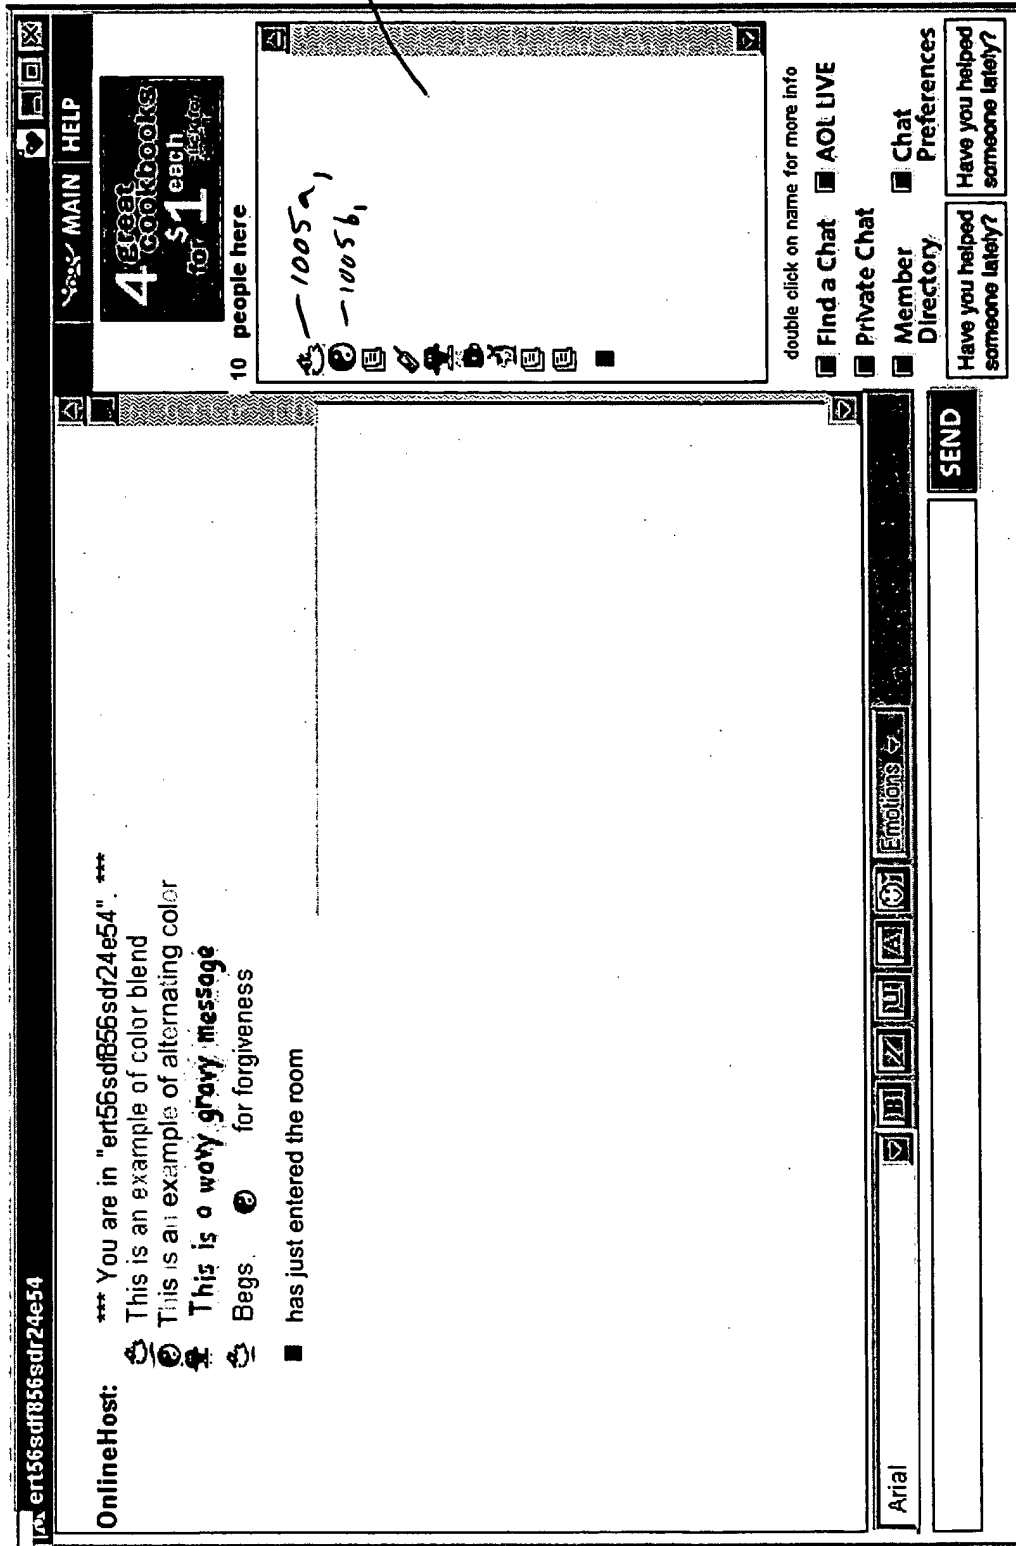 ert56sdf856sdr24e54
MAIN HELP
OnlineHost: *** You are in "ert56sdf856sdr24e54". ***
This is an example of color blend
This is an example of alternating color
This is a wavy gravy message
Begs. for forgiveness
has just entered the room
4 great
cookbooks
for $1 each
10 people here
1005a,
1005b,
double click on name for more info
Find a Chat AOL LIVE
Private Chat
Member Directory
Chat Preferences
Arial
B
U
A
Emotions
SEND
Have you helped
someone lately?
Have you helped
someone lately?